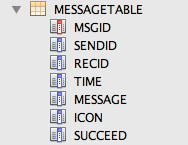 MESSAGETABLE
MSGID
SENDID
RECID
TIME
MESSAGE
ICON
SUCCEED